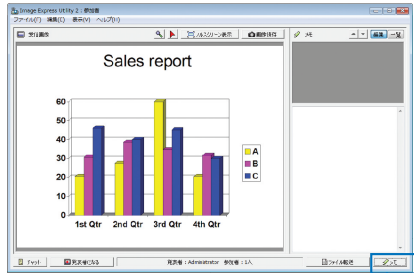 Image Express Utility 2 : 参加者
ファイル(F) 編集(E) 表示(V) ヘルプ(H)
受信画像
フルスクリーン表示
画像保存
メモ
編集
一覧
Sales report
60
50
40
30
20
10
0
1st Qtr 2nd Qtr 3rd Qtr 4th Qtr
A
B
C
チャット
発表者になる
発表者 : Administrator 参加者 : 1人
ファイル転送
メモ